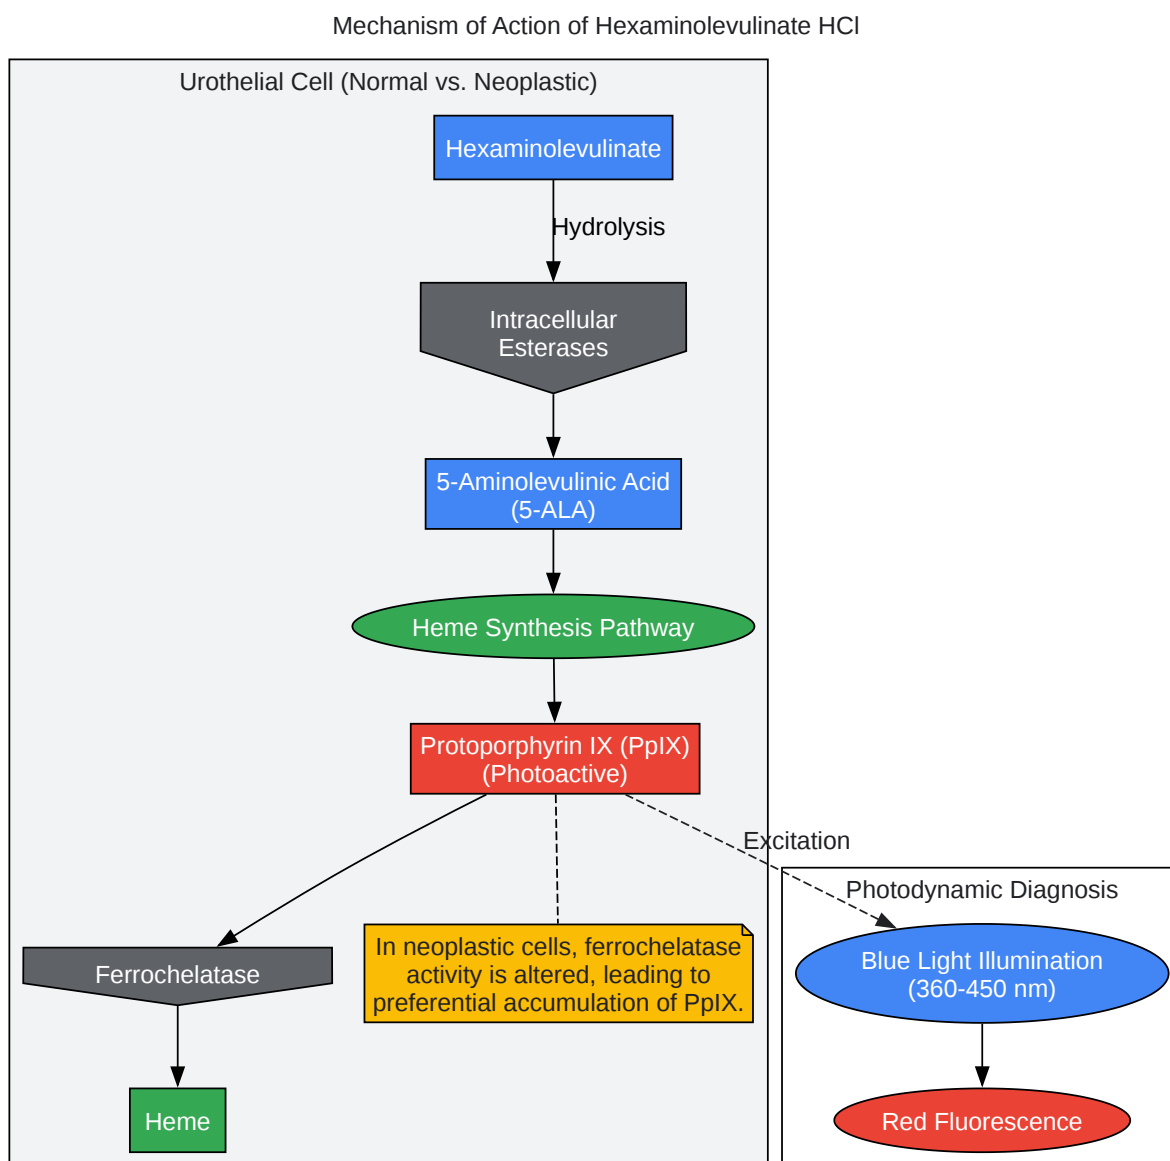 Mechanism of Action of Hexaminolevulinate HCl
Urothelial Cell (Normal vs. Neoplastic)
Hexaminolevulinate
Hydrolysis
Intracellular
Esterases
5-Aminolevulinic Acid
(5-ALA)
Heme Synthesis Pathway
Protoporphyrin IX (PpIX)
(Photoactive)
Excitation
Photodynamic Diagnosis
Ferrochelatase
In neoplastic cells, ferrochelatase
activity is altered, leading to
preferential accumulation of PpIX.
Blue Light Illumination
(360-450 nm)
Heme
Red Fluorescence